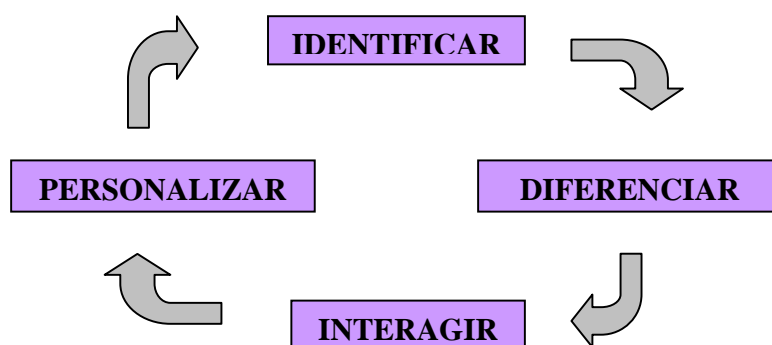 IDENTIFICAR
PERSONALIZAR
DIFERENCIAR
INTERAGIR